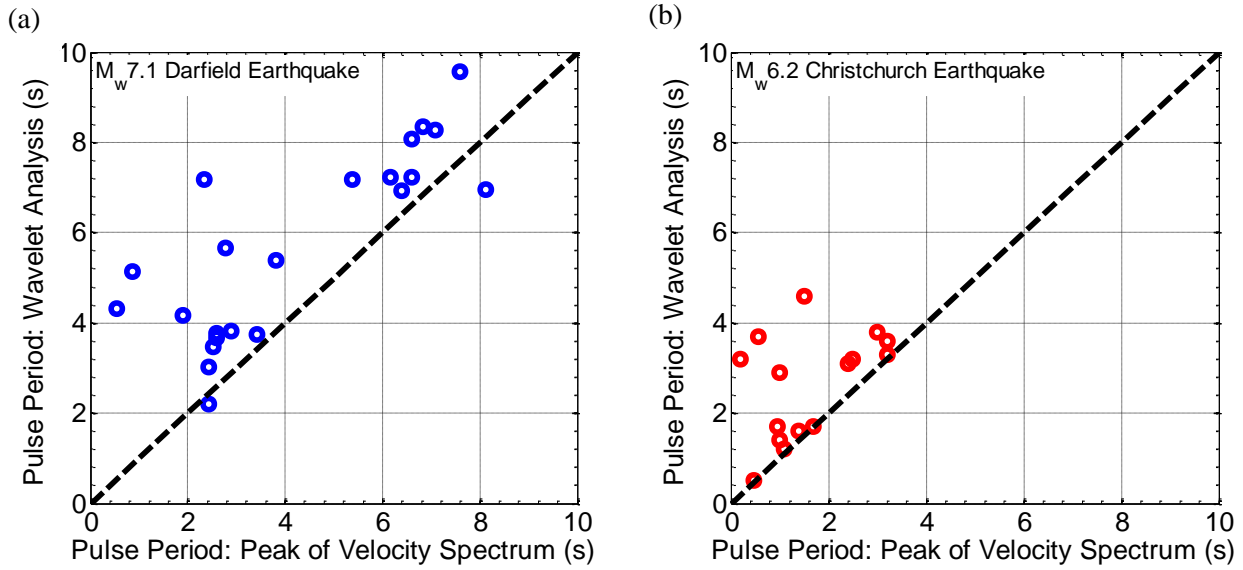 (a)
M_w7.1 Darfield Earthquake
Pulse Period: Wavelet Analysis (s)
10
8
6
4
2
0
0 2 4 6 8 10
Pulse Period: Peak of Velocity Spectrum (s)
(b)
M_w6.2 Christchurch Earthquake
Pulse Period: Wavelet Analysis (s)
10
8
6
4
2
0
0 2 4 6 8 10
Pulse Period: Peak of Velocity Spectrum (s)